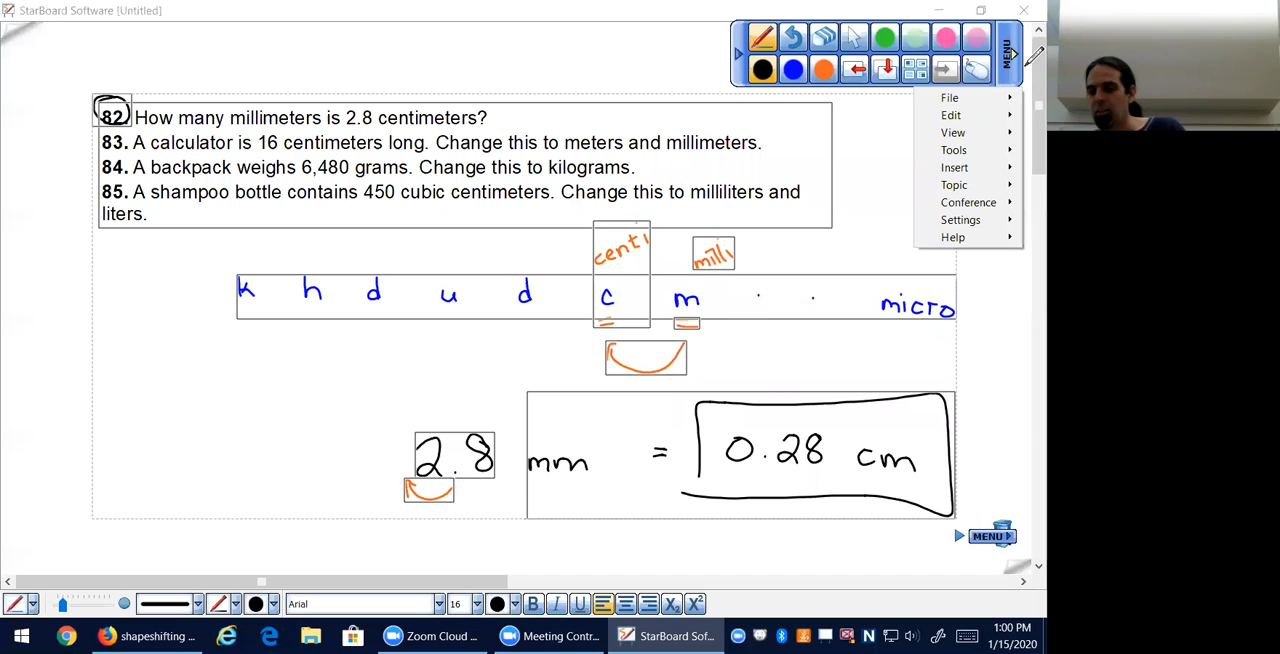 StarBoard Software [Untitled]
MENU
File
Edit
View
Tools
Insert
Topic
Conference
Settings
Help
82. How many millimeters is 2.8 centimeters?
83. A calculator is 16 centimeters long. Change this to meters and millimeters.
84. A backpack weighs 6,480 grams. Change this to kilograms.
85. A shampoo bottle contains 450 cubic centimeters. Change this to milliliters and
liters.
centi milli
k h d u d c m . . micro
2.8 mm = 0.28 cm
MENU
Arial 16 B I U X₂ X²
shapeshifting ... Zoom Cloud ... Meeting Contr... StarBoard Sof... N 1:00 PM
1/15/2020